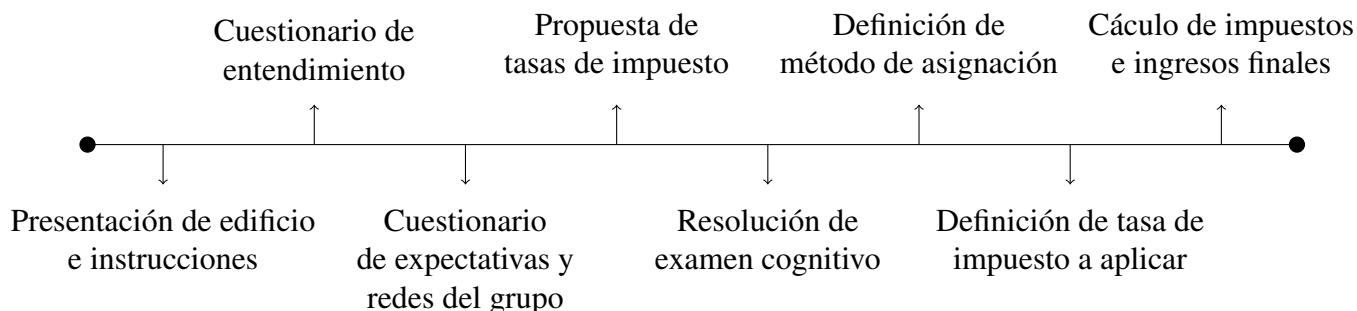 Cuestionario de
entendimiento
Propuesta de
tasas de impuesto
Definición de
método de asignación
Cáculo de impuestos
e ingresos finales
Presentación de edificio
e instrucciones
Cuestionario
de expectativas y
redes del grupo
Resolución de
examen cognitivo
Definición de tasa de
impuesto a aplicar